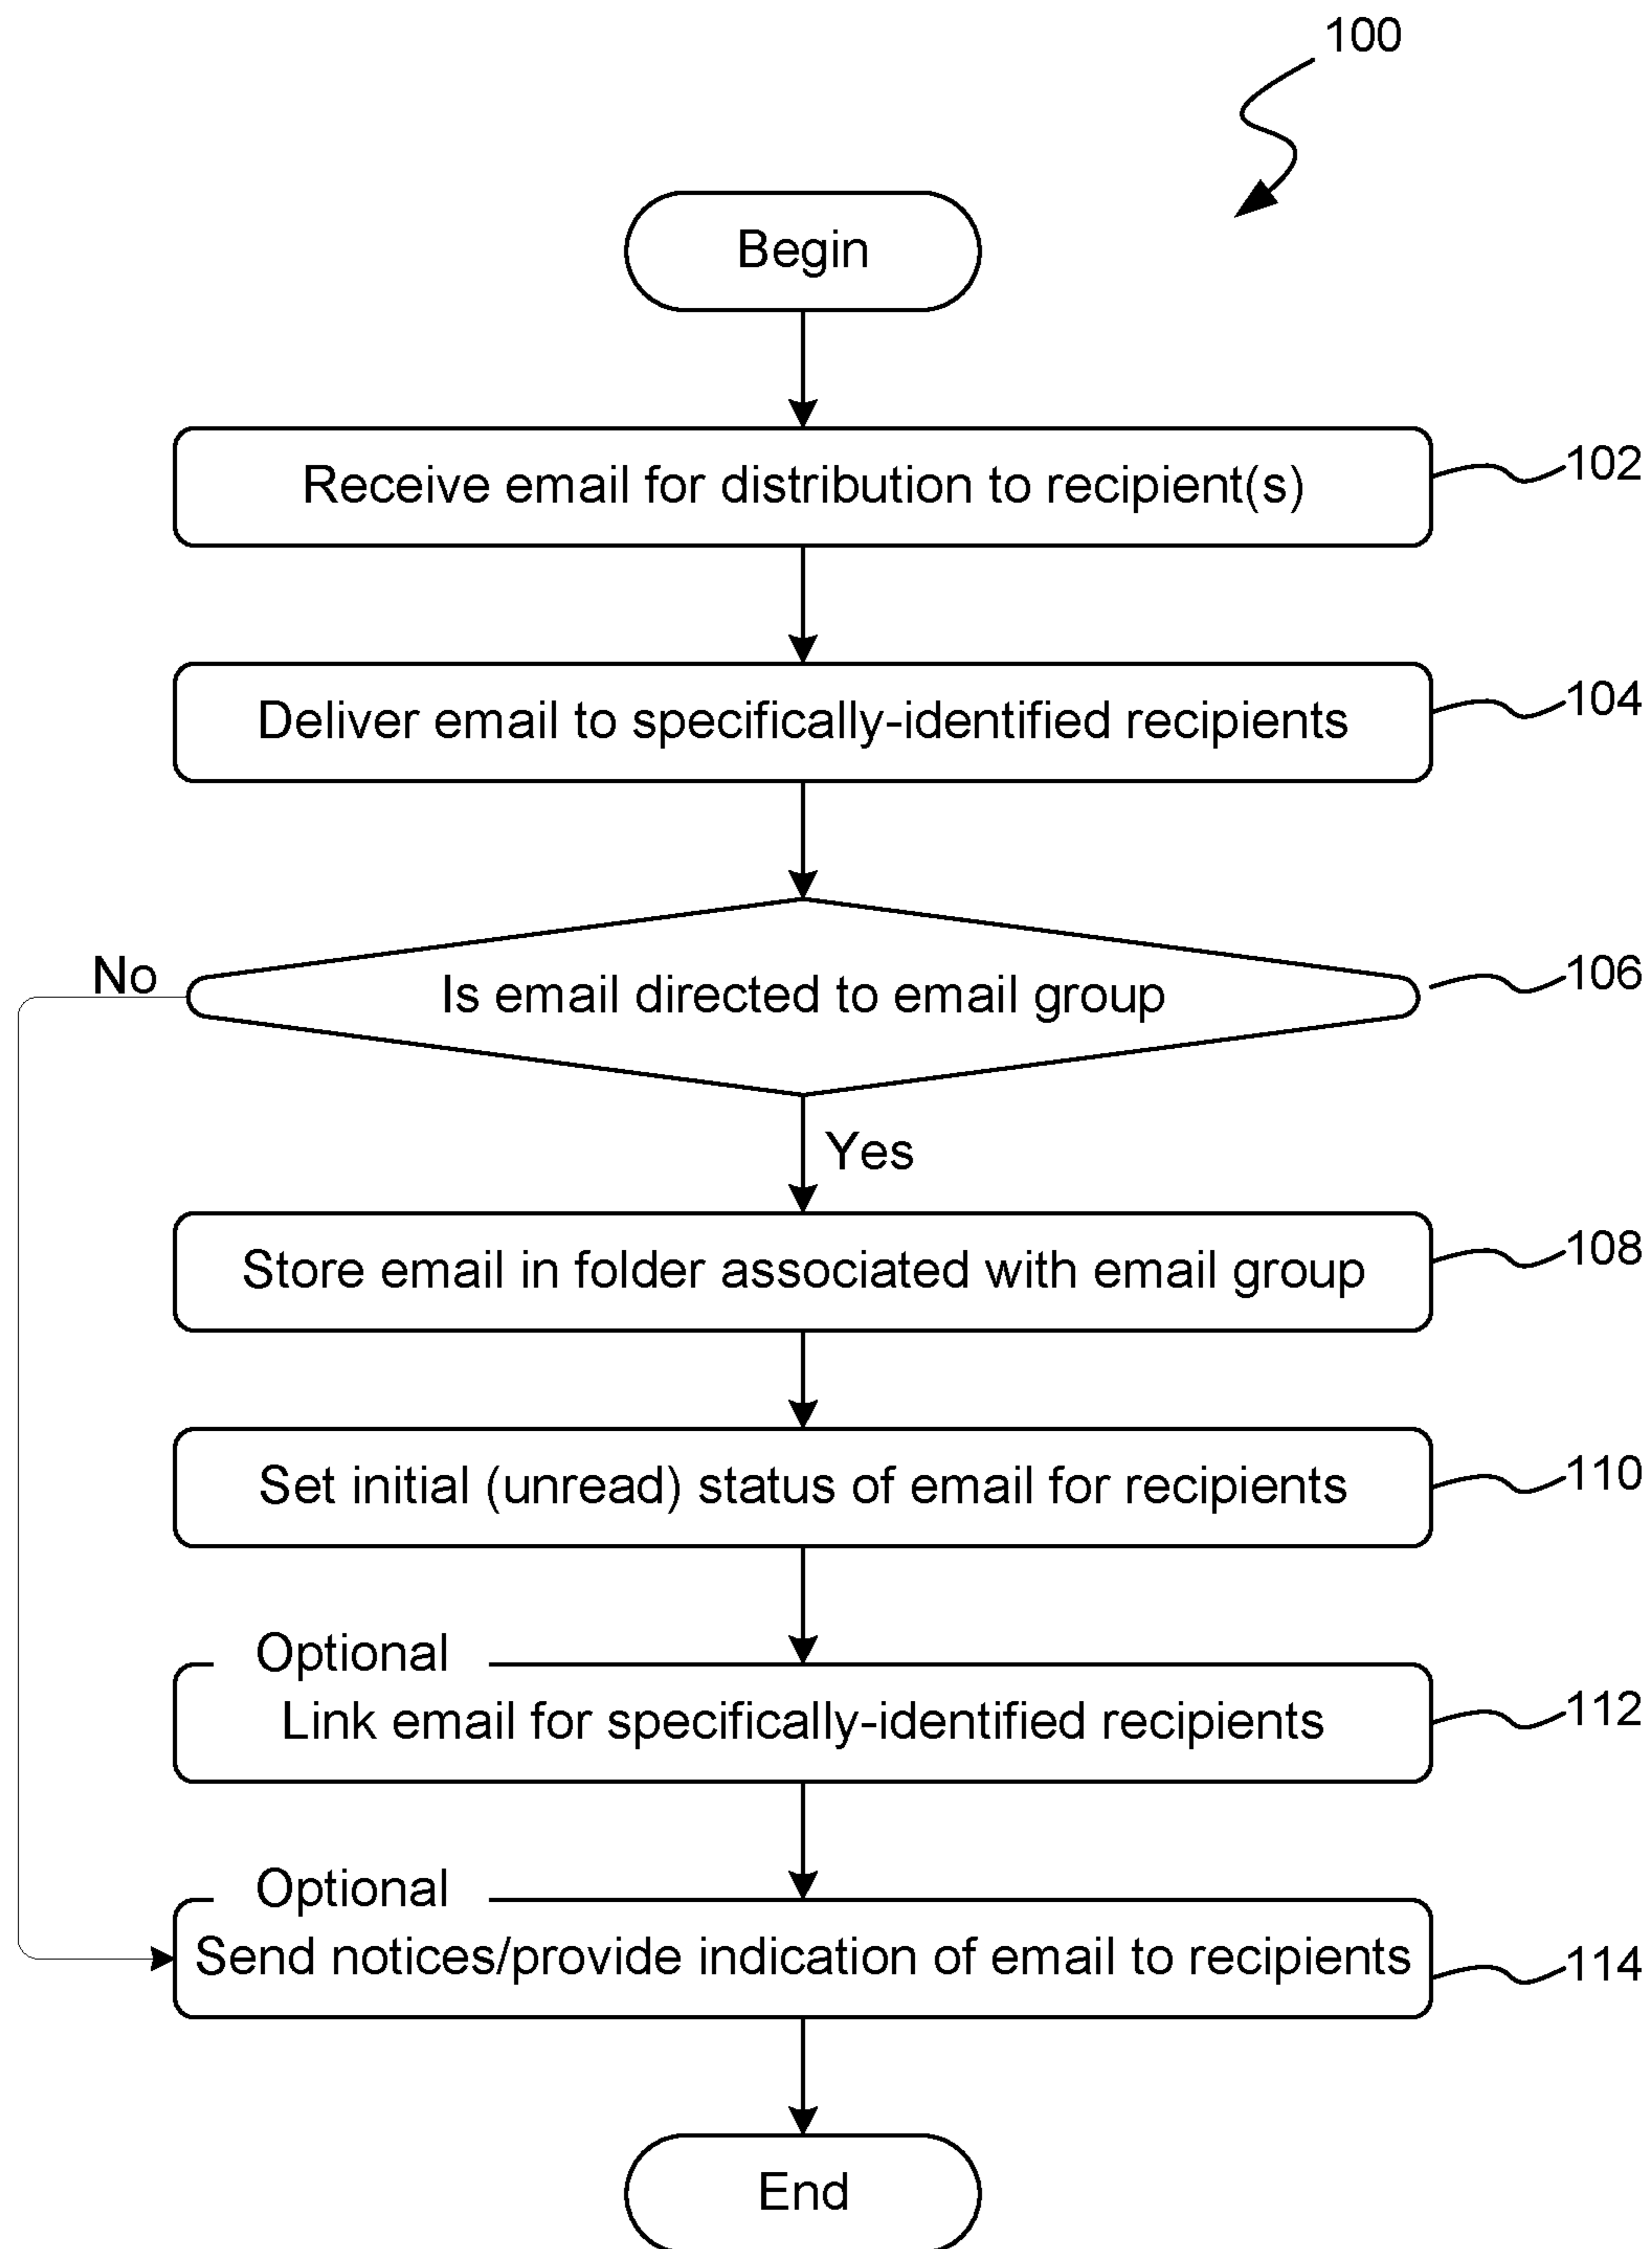 100
Begin
Receive email for distribution to recipient(s)
102
Deliver email to specifically-identified recipients
104
No
Is email directed to email group
106
Yes
Store email in folder associated with email group
108
Set initial (unread) status of email for recipients
110
Optional
Link email for specifically-identified recipients
112
Optional
Send notices/provide indication of email to recipients
114
End